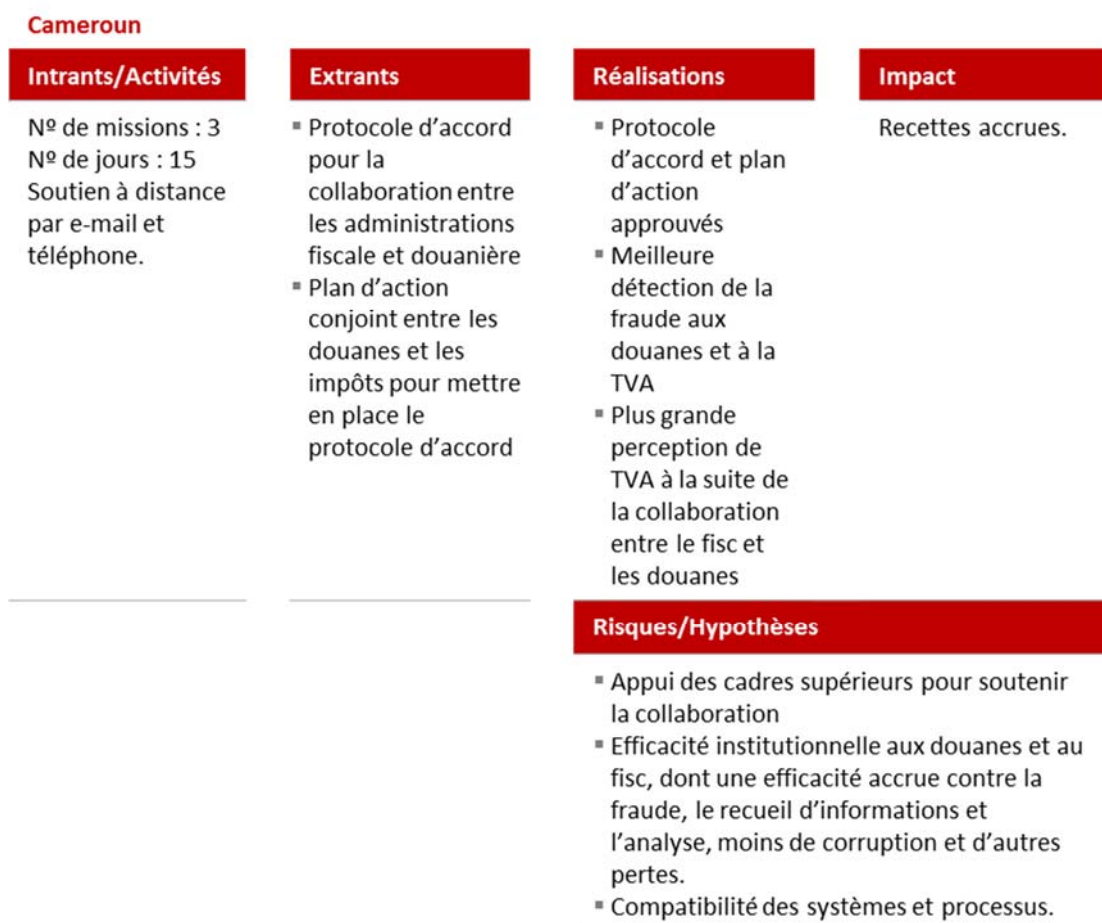 Cameroun
Intrants/Activités
Nº de missions : 3
Nº de jours : 15
Soutien à distance
par e-mail et
téléphone.
Extrants
▪ Protocole d’accord
pour la
collaboration entre
les administrations
fiscale et douanière
▪ Plan d’action
conjoint entre les
douanes et les
impôts pour mettre
en place le
protocole d’accord
Réalisations
▪ Protocole
d’accord et plan
d’action
approuvés
▪ Meilleure
détection de la
fraude aux
douanes et à la
TVA
▪ Plus grande
perception de
TVA à la suite de
la collaboration
entre le fisc et
les douanes
Impact
Recettes accrues.
Risques/Hypothèses
▪ Appui des cadres supérieurs pour soutenir
la collaboration
▪ Efficacité institutionnelle aux douanes et au
fisc, dont une efficacité accrue contre la
fraude, le recueil d’informations et
l’analyse, moins de corruption et d’autres
pertes.
▪ Compatibilité des systèmes et processus.